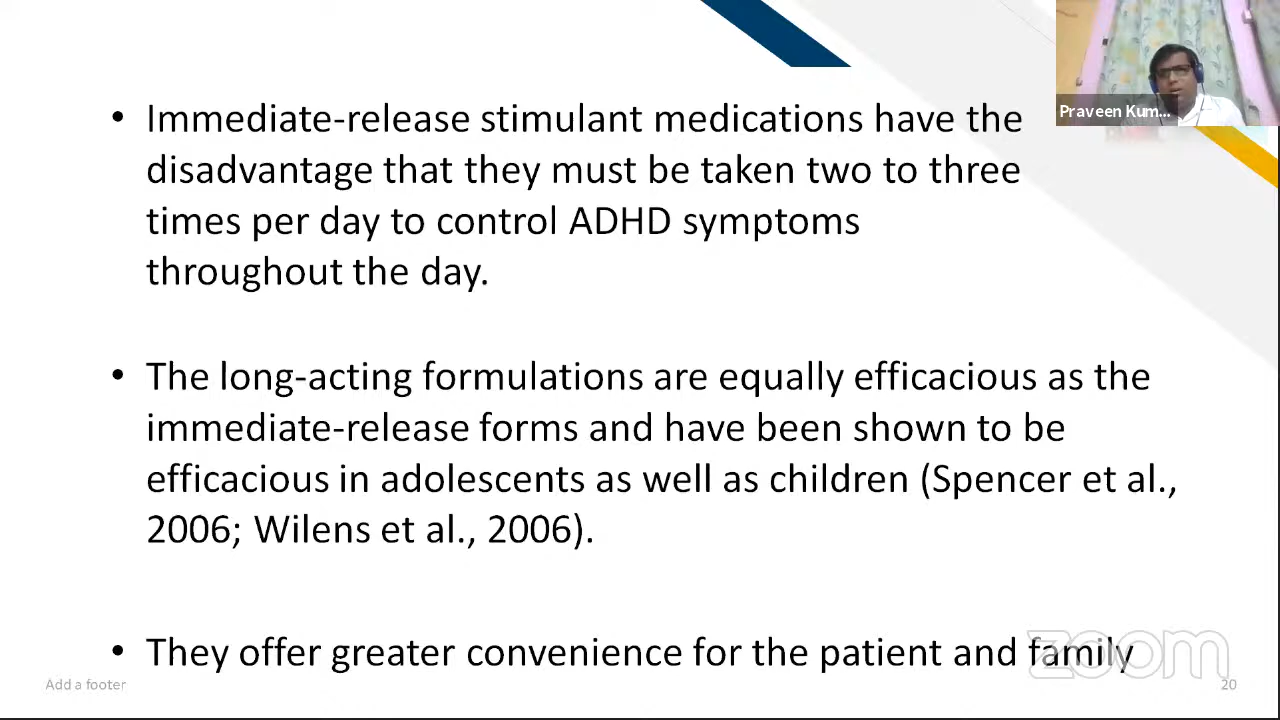 Praveen Kum...
• Immediate-release stimulant medications have the
disadvantage that they must be taken two to three
times per day to control ADHD symptoms
throughout the day.
• The long-acting formulations are equally efficacious as the
immediate-release forms and have been shown to be
efficacious in adolescents as well as children (Spencer et al.,
2006; Wilens et al., 2006).
• They offer greater convenience for the patient and family
zoom
Add a footer
20